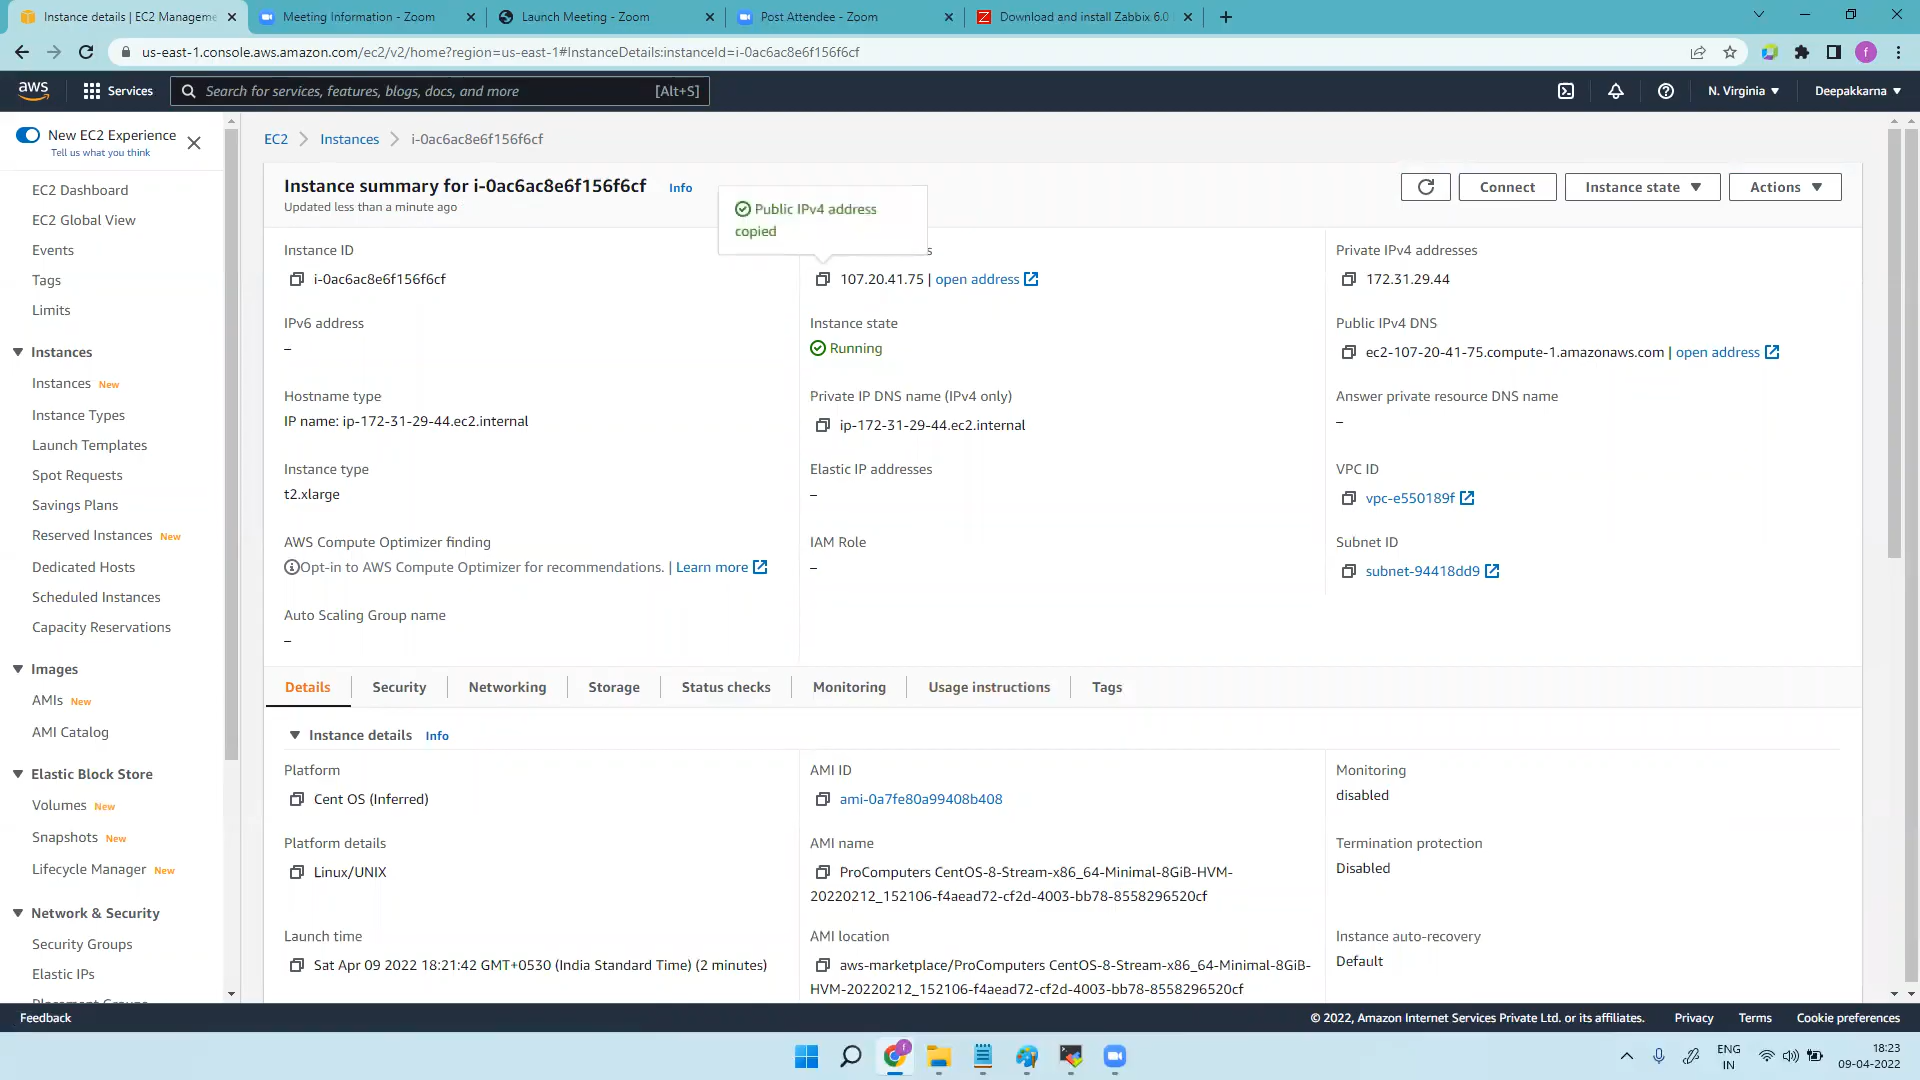 Instance details | EC2 Manageme
Meeting Information - Zoom
Launch Meeting - Zoom
Post Attendee - Zoom
Download and install Zabbix 6.0
us-east-1.console.aws.amazon.com/ec2/v2/home?region=us-east-1#InstanceDetails:instanceId=i-0ac6ac8e6f156f6cf
f
aws
Services
Search for services, features, blogs, docs, and more
[Alt+S]
N. Virginia
Deepakkarna
New EC2 Experience
Tell us what you think
EC2 Dashboard
EC2 Global View
Events
Tags
Limits
Instances
Instances New
Instance Types
Launch Templates
Spot Requests
Savings Plans
Reserved Instances New
Dedicated Hosts
Scheduled Instances
Capacity Reservations
Images
AMIs New
AMI Catalog
Elastic Block Store
Volumes New
Snapshots New
Lifecycle Manager New
Network & Security
Security Groups
Elastic IPs
Placement Groups
EC2
Instances
i-0ac6ac8e6f156f6cf
Instance summary for i-0ac6ac8e6f156f6cf Info
Updated less than a minute ago
Connect
Instance state
Actions
Public IPv4 address
copied
Instance ID
i-0ac6ac8e6f156f6cf
s
107.20.41.75 | open address
Private IPv4 addresses
172.31.29.44
IPv6 address
–
Instance state
Running
Public IPv4 DNS
ec2-107-20-41-75.compute-1.amazonaws.com | open address
Hostname type
IP name: ip-172-31-29-44.ec2.internal
Private IP DNS name (IPv4 only)
ip-172-31-29-44.ec2.internal
Answer private resource DNS name
–
Instance type
t2.xlarge
Elastic IP addresses
–
VPC ID
vpc-e550189f
AWS Compute Optimizer finding
Opt-in to AWS Compute Optimizer for recommendations. | Learn more
IAM Role
–
Subnet ID
subnet-94418dd9
Auto Scaling Group name
–
Details
Security
Networking
Storage
Status checks
Monitoring
Usage instructions
Tags
Instance details Info
Platform
Cent OS (Inferred)
AMI ID
ami-0a7fe80a99408b408
Monitoring
disabled
Platform details
Linux/UNIX
AMI name
ProComputers CentOS-8-Stream-x86_64-Minimal-8GiB-HVM-
20220212_152106-f4aead72-cf2d-4003-bb78-8558296520cf
Termination protection
Disabled
Launch time
Sat Apr 09 2022 18:21:42 GMT+0530 (India Standard Time) (2 minutes)
AMI location
aws-marketplace/ProComputers CentOS-8-Stream-x86_64-Minimal-8GiB-
HVM-20220212_152106-f4aead72-cf2d-4003-bb78-8558296520cf
Instance auto-recovery
Default
Feedback
© 2022, Amazon Internet Services Private Ltd. or its affiliates.
Privacy
Terms
Cookie preferences
f
ENG
IN
18:23
09-04-2022